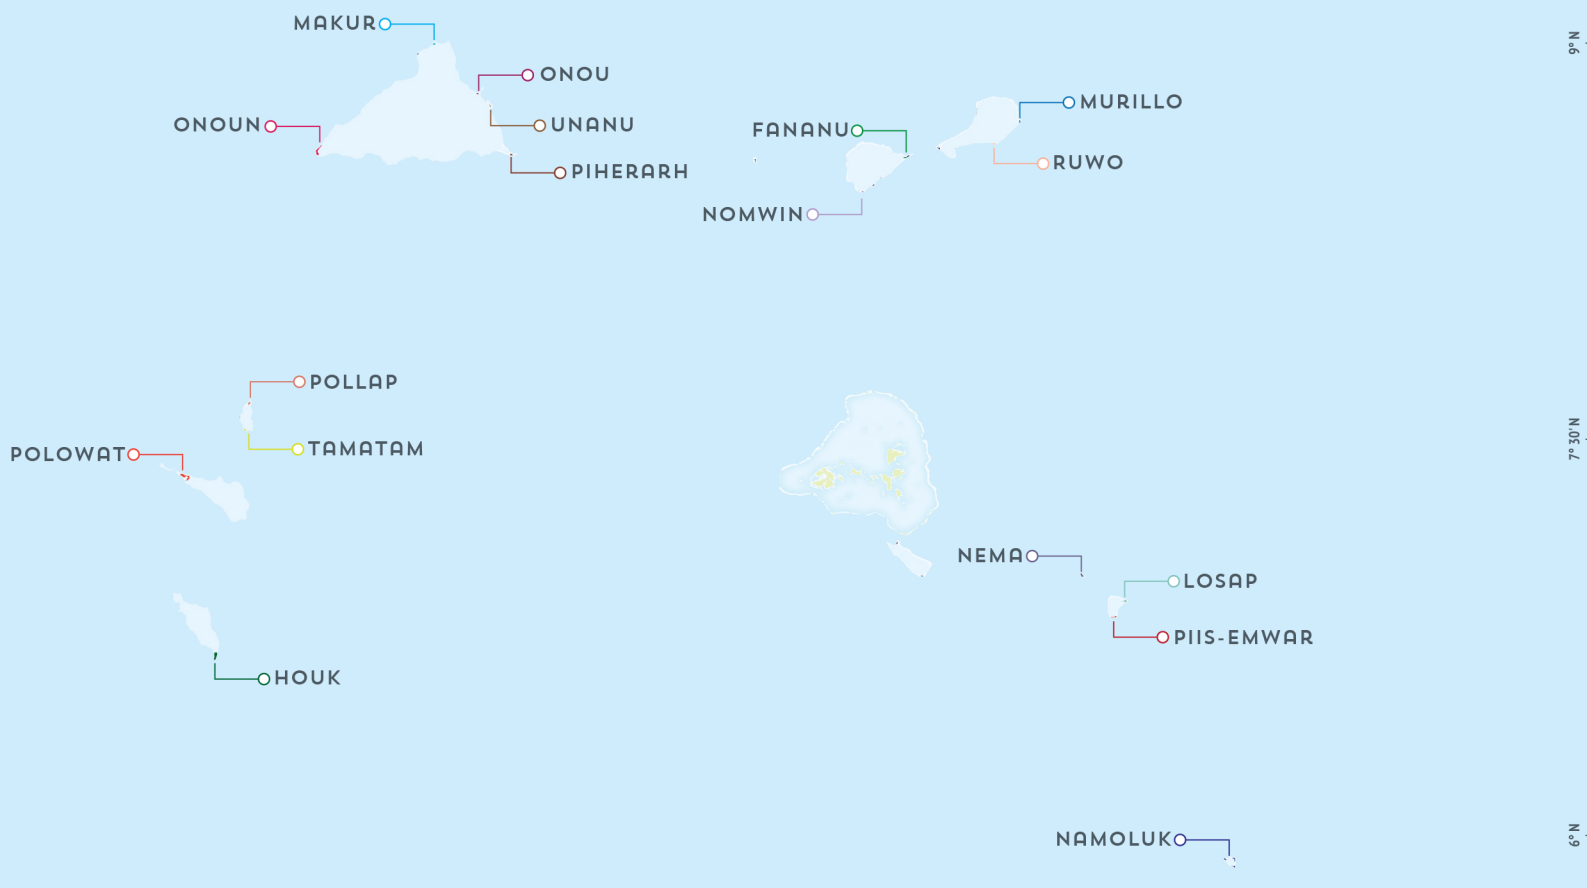 MAKUR
9°N
ONOU
MURILLO
ONOUN
UNANU
FANANU
RUWO
PIHERARH
NOMWIN
POLLAP
7°30'N
TAMATAM
POLOWAT
NEMA
LOSAP
PIIS-EMWAR
HOUK
6°N
NAMOLUK